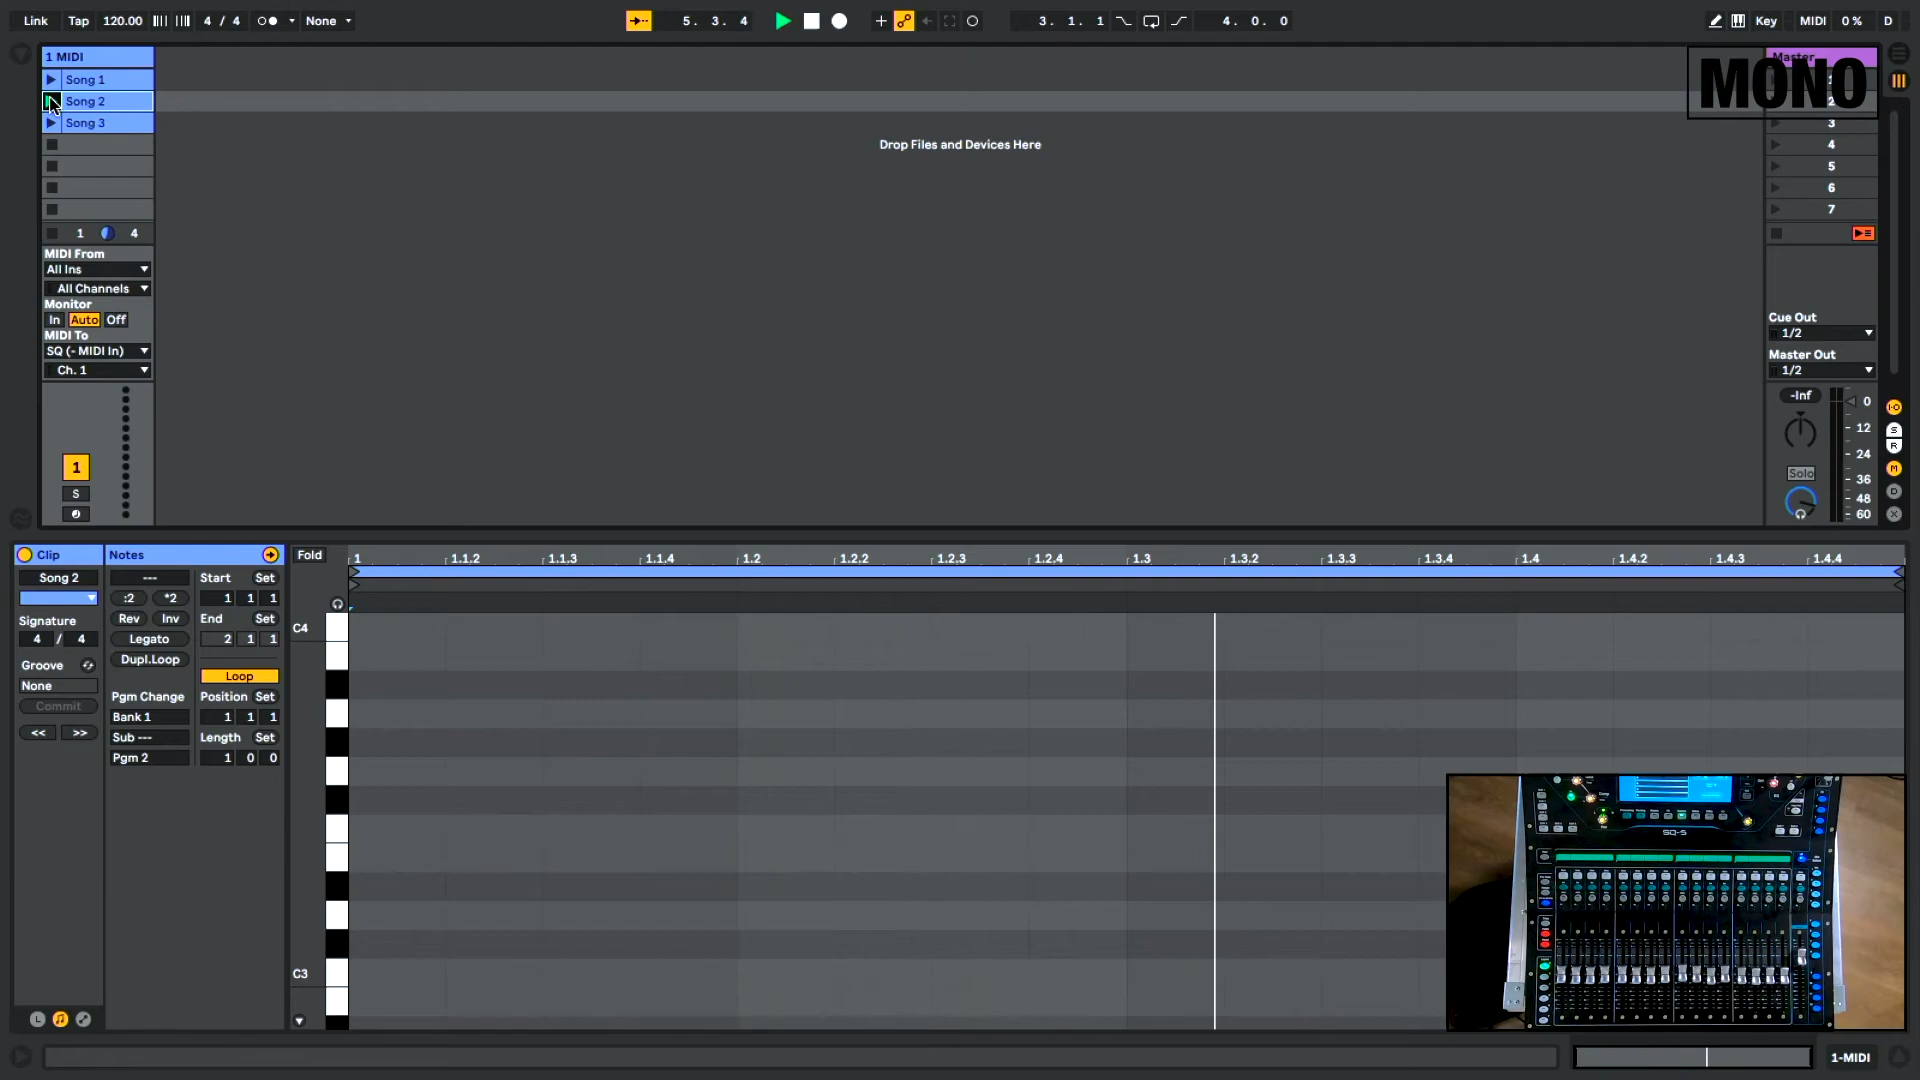 Link Tap 120.00 4 / 4 None 5. 3. 4 3. 1. 1 4. 0. 0 Key MIDI 0 % D
1 MIDI Master
MONO
Song 1
Song 2
Song 3 3
Drop Files and Devices Here 4
5
6
7
1 4
MIDI From
All Ins
All Channels
Monitor
In Auto Off
MIDI To
SQ (- MIDI In)
Ch. 1
Cue Out
1/2
Master Out
1/2
-Inf 0
12
24
36
48
60
Solo
1
S
S
R
M
D
X
Clip Notes Fold 1 1.1.2 1.1.3 1.1.4 1.2 1.2.2 1.2.3 1.2.4 1.3 1.3.2 1.3.3 1.3.4 1.4 1.4.2 1.4.3 1.4.4
Song 2 --- Start Set
:2 *2 1 1 1
Signature Rev Inv End Set
4 / 4 Legato 2 1 1
Groove Dupl.Loop
None Loop
Commit Pgm Change Position Set
<< >> Bank 1 1 1 1
Sub --- Length Set
Pgm 2 1 0 0
C4
C3
SQ-5
L
1-MIDI